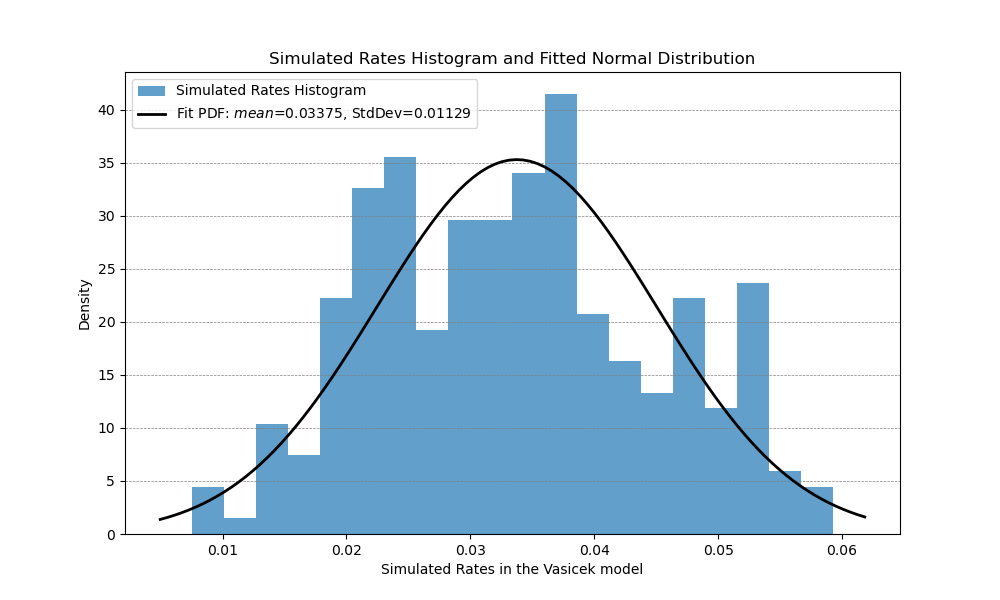 Simulated Rates Histogram and Fitted Normal Distribution
Simulated Rates Histogram
Fit PDF: mean=0.03375, StdDev=0.01129
40
35
30
25
20
15
10
5
0
Density
0.01 0.02 0.03 0.04 0.05 0.06
Simulated Rates in the Vasicek model